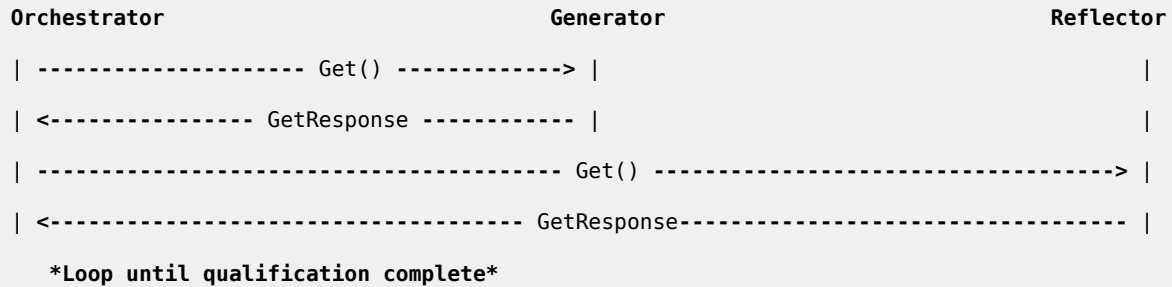 Orchestrator Generator Reflector
| --------------------- Get() -------------> | |
| <---------------- GetResponse ------------ | |
| ----------------------------------------- Get() ------------------------------------> |
| <------------------------------------- GetResponse----------------------------------- |
*Loop until qualification complete*